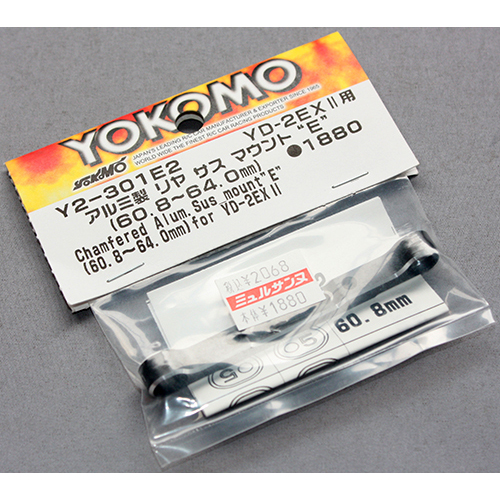 YOKOMO
YOKOMO
JAPAN'S LEADING R/C CAR MANUFACTURER & EXPORTER SINCE 1965
WORLD WIDE THE FINEST R/C CAR RACING PRODUCTS
Y2-301E2 YD-2EXⅡ用
アルミ製 リヤ サス マウント "E"
(60.8~64.0mm) ●1880
Chamfered Alum.Sus.mount"E"
(60.8~64.0mm)for YD-2EXⅡ
税込¥2068
ミュルサンヌ
本体¥1880
60.8mm
65